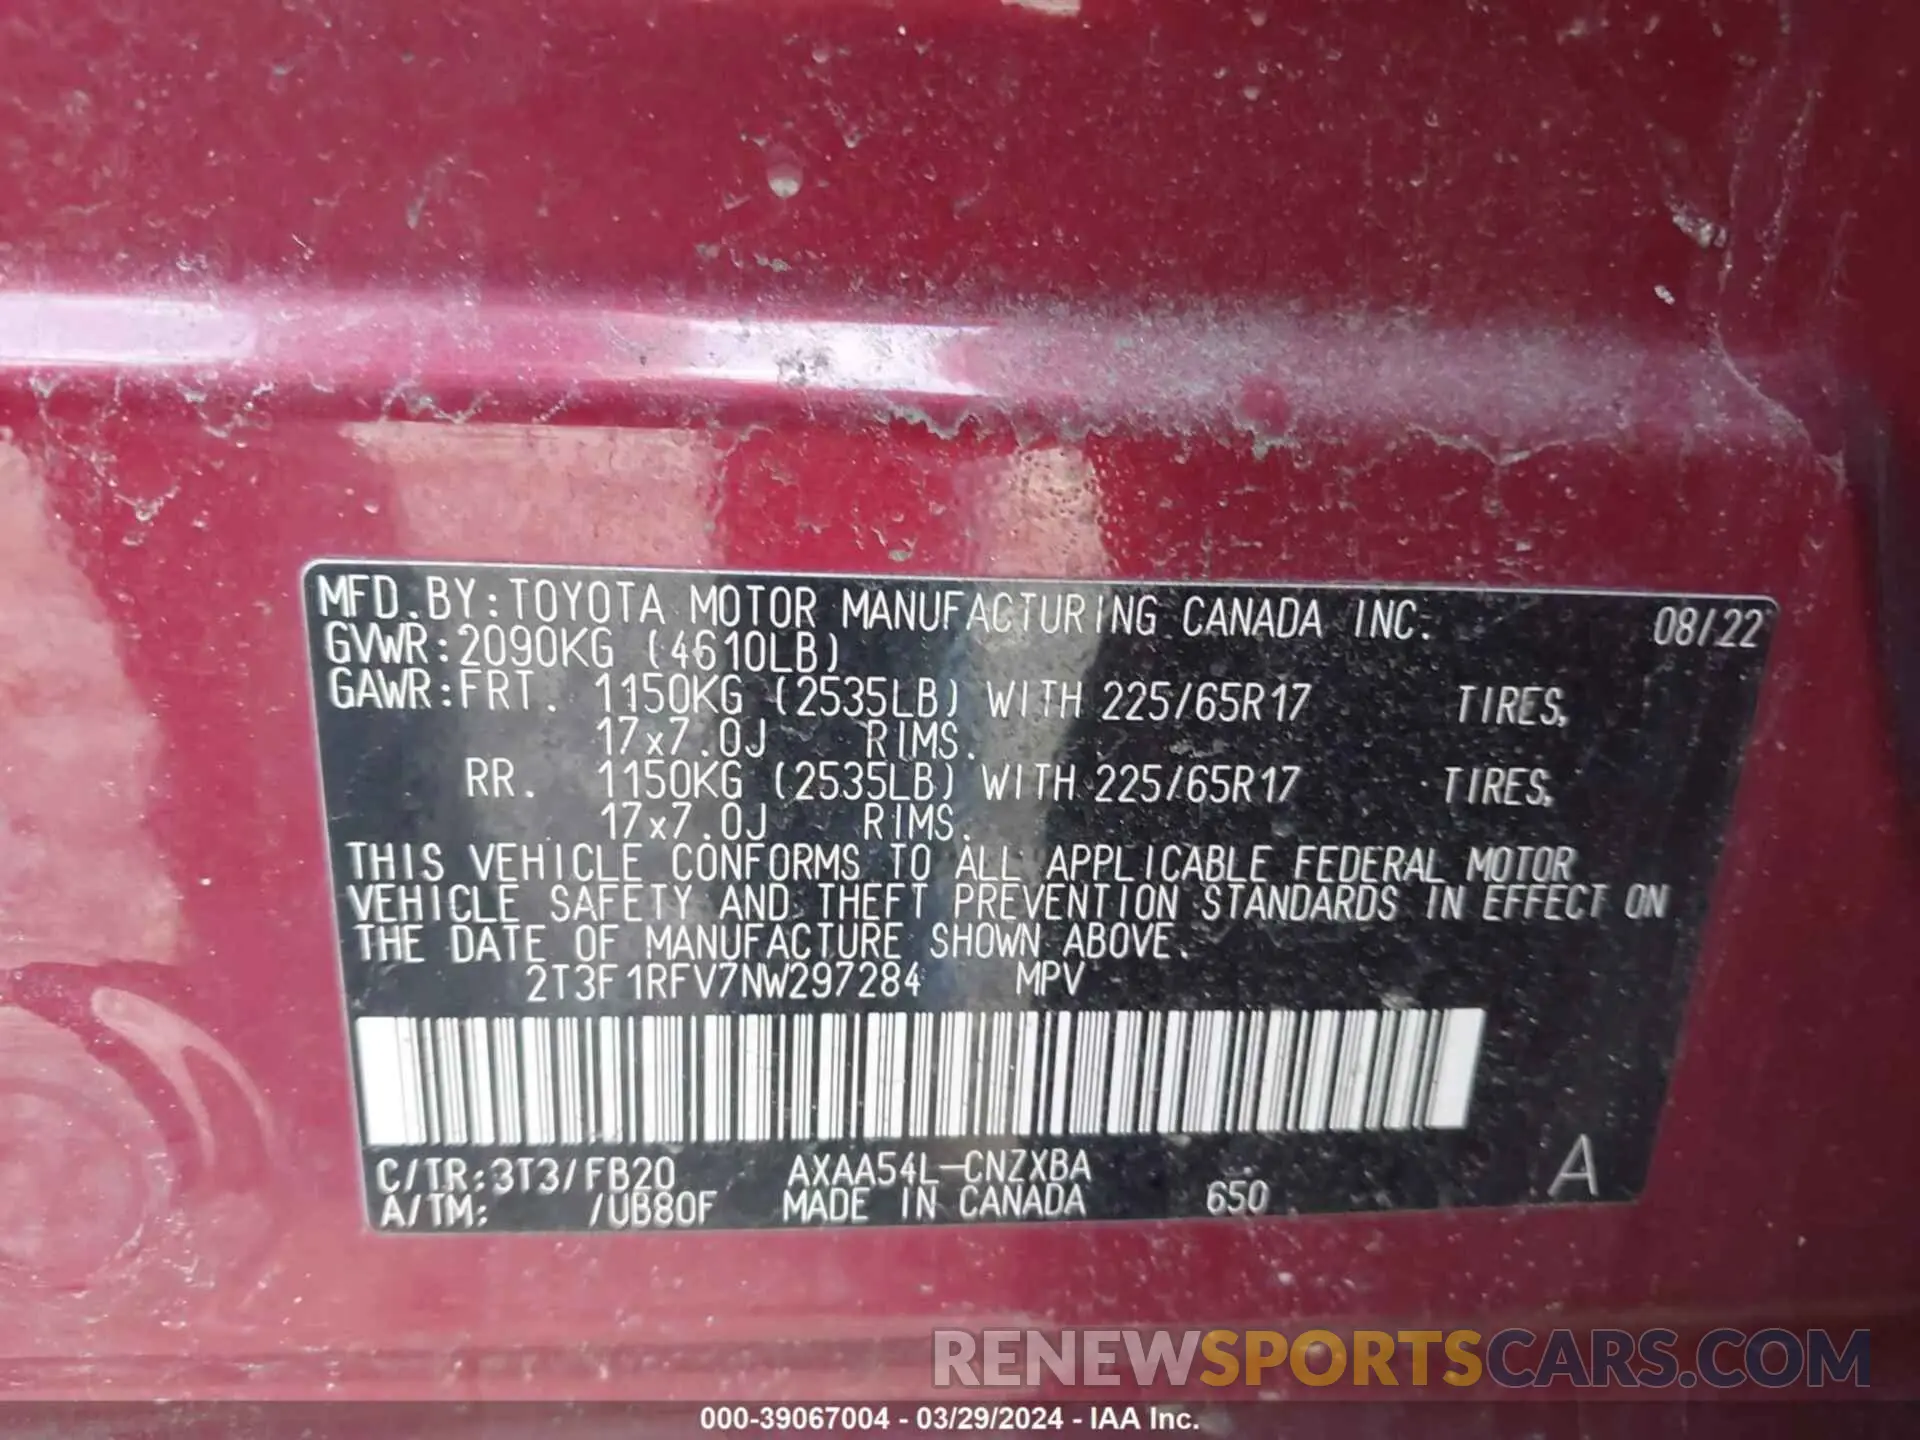 MFD.BY:TOYOTA MOTOR MANUFACTURING CANADA INC. 08/22
GVWR:2090KG (4610LB)
GAWR:FRT. 1150KG (2535LB) WITH 225/65R17 TIRES,
17x7.0J RIMS.
RR. 1150KG (2535LB) WITH 225/65R17 TIRES,
17x7.0J RIMS.
THIS VEHICLE CONFORMS TO ALL APPLICABLE FEDERAL MOTOR
VEHICLE SAFETY AND THEFT PREVENTION STANDARDS IN EFFECT ON
THE DATE OF MANUFACTURE SHOWN ABOVE.
2T3F1RFV7NW297284 MPV
C/TR:3T3/FB20 AXAA54L-CNZXBA
A/TM: /UB80F MADE IN CANADA 650 A
RENEWSPORTSCARS.COM
000-39067004 - 03/29/2024 - IAA Inc.